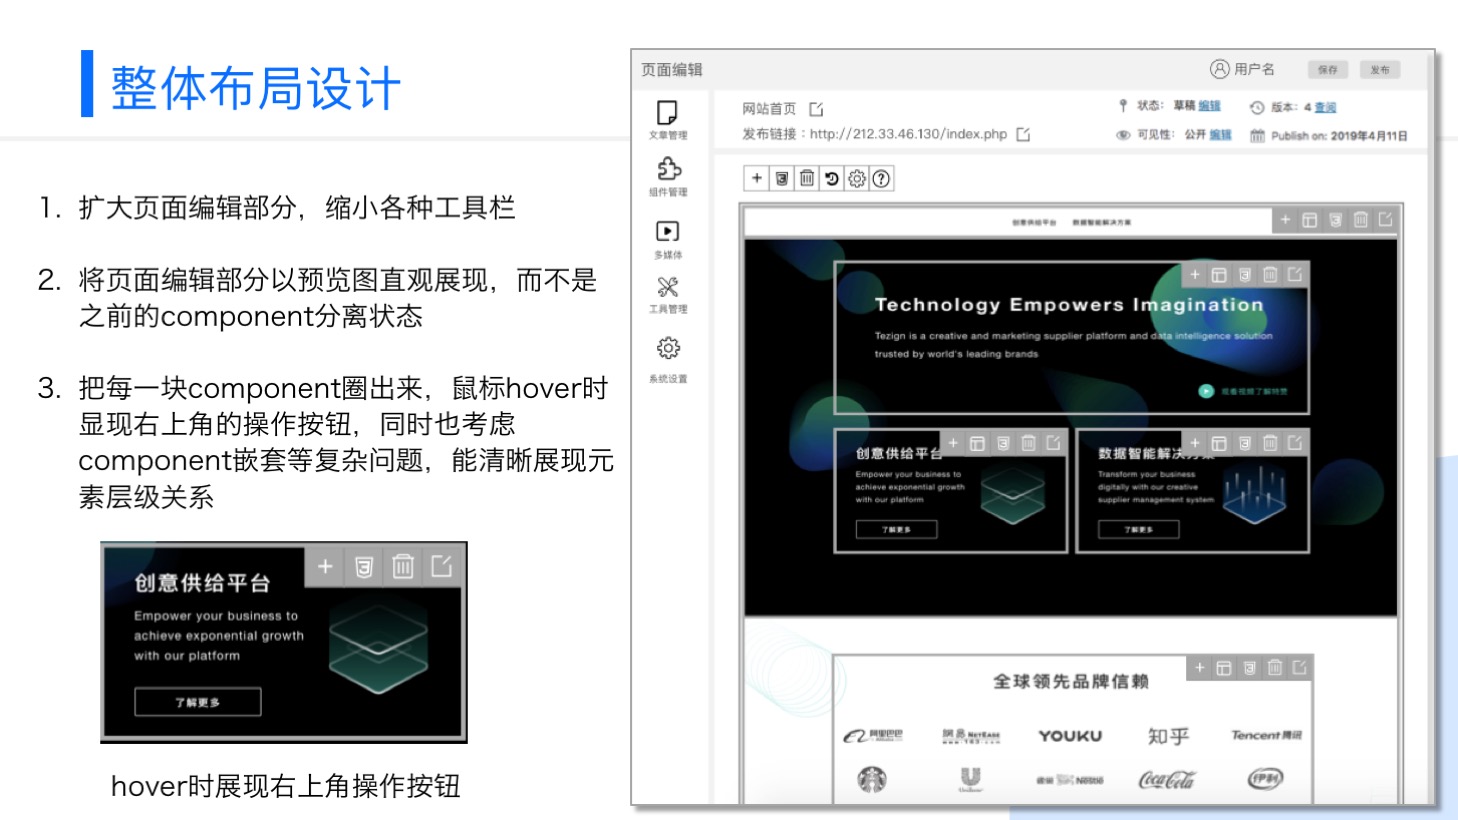 整体布局设计
1. 扩大页面编辑部分，缩小各种工具栏
2. 将页面编辑部分以预览图直观展现，而不是
之前的component分离状态
3. 把每一块component圈出来，鼠标hover时
显现右上角的操作按钮，同时也考虑
component嵌套等复杂问题，能清晰展现元
素层级关系
创意供给平台
Empower your business to
achieve exponential growth
with our platform
了解更多
hover时展现右上角操作按钮
页面编辑
用户名
保存
发布
文章管理
组件管理
多媒体
工具管理
系统设置
网站首页
发布链接：http://212.33.46.130/index.php
状态： 草稿 编辑
版本： 4 查阅
可见性： 公开 编辑
Publish on: 2019年4月11日
创意供给平台 数据智能解决方案
Technology Empowers Imagination
Tezign is a creative and marketing supplier platform and data intelligence solution
trusted by world's leading brands
创意供给平台
Empower your business to
achieve exponential growth
with our platform
了解更多
数据智能解决方案
Transform your business
digitally with our creative
supplier management system
了解更多
全球领先品牌信赖
阿里巴巴
網易 NETEASE
www.163.com
YOUKU
知乎
Tencent 腾讯
Unilever
Nestlé
Coca-Cola
伊利